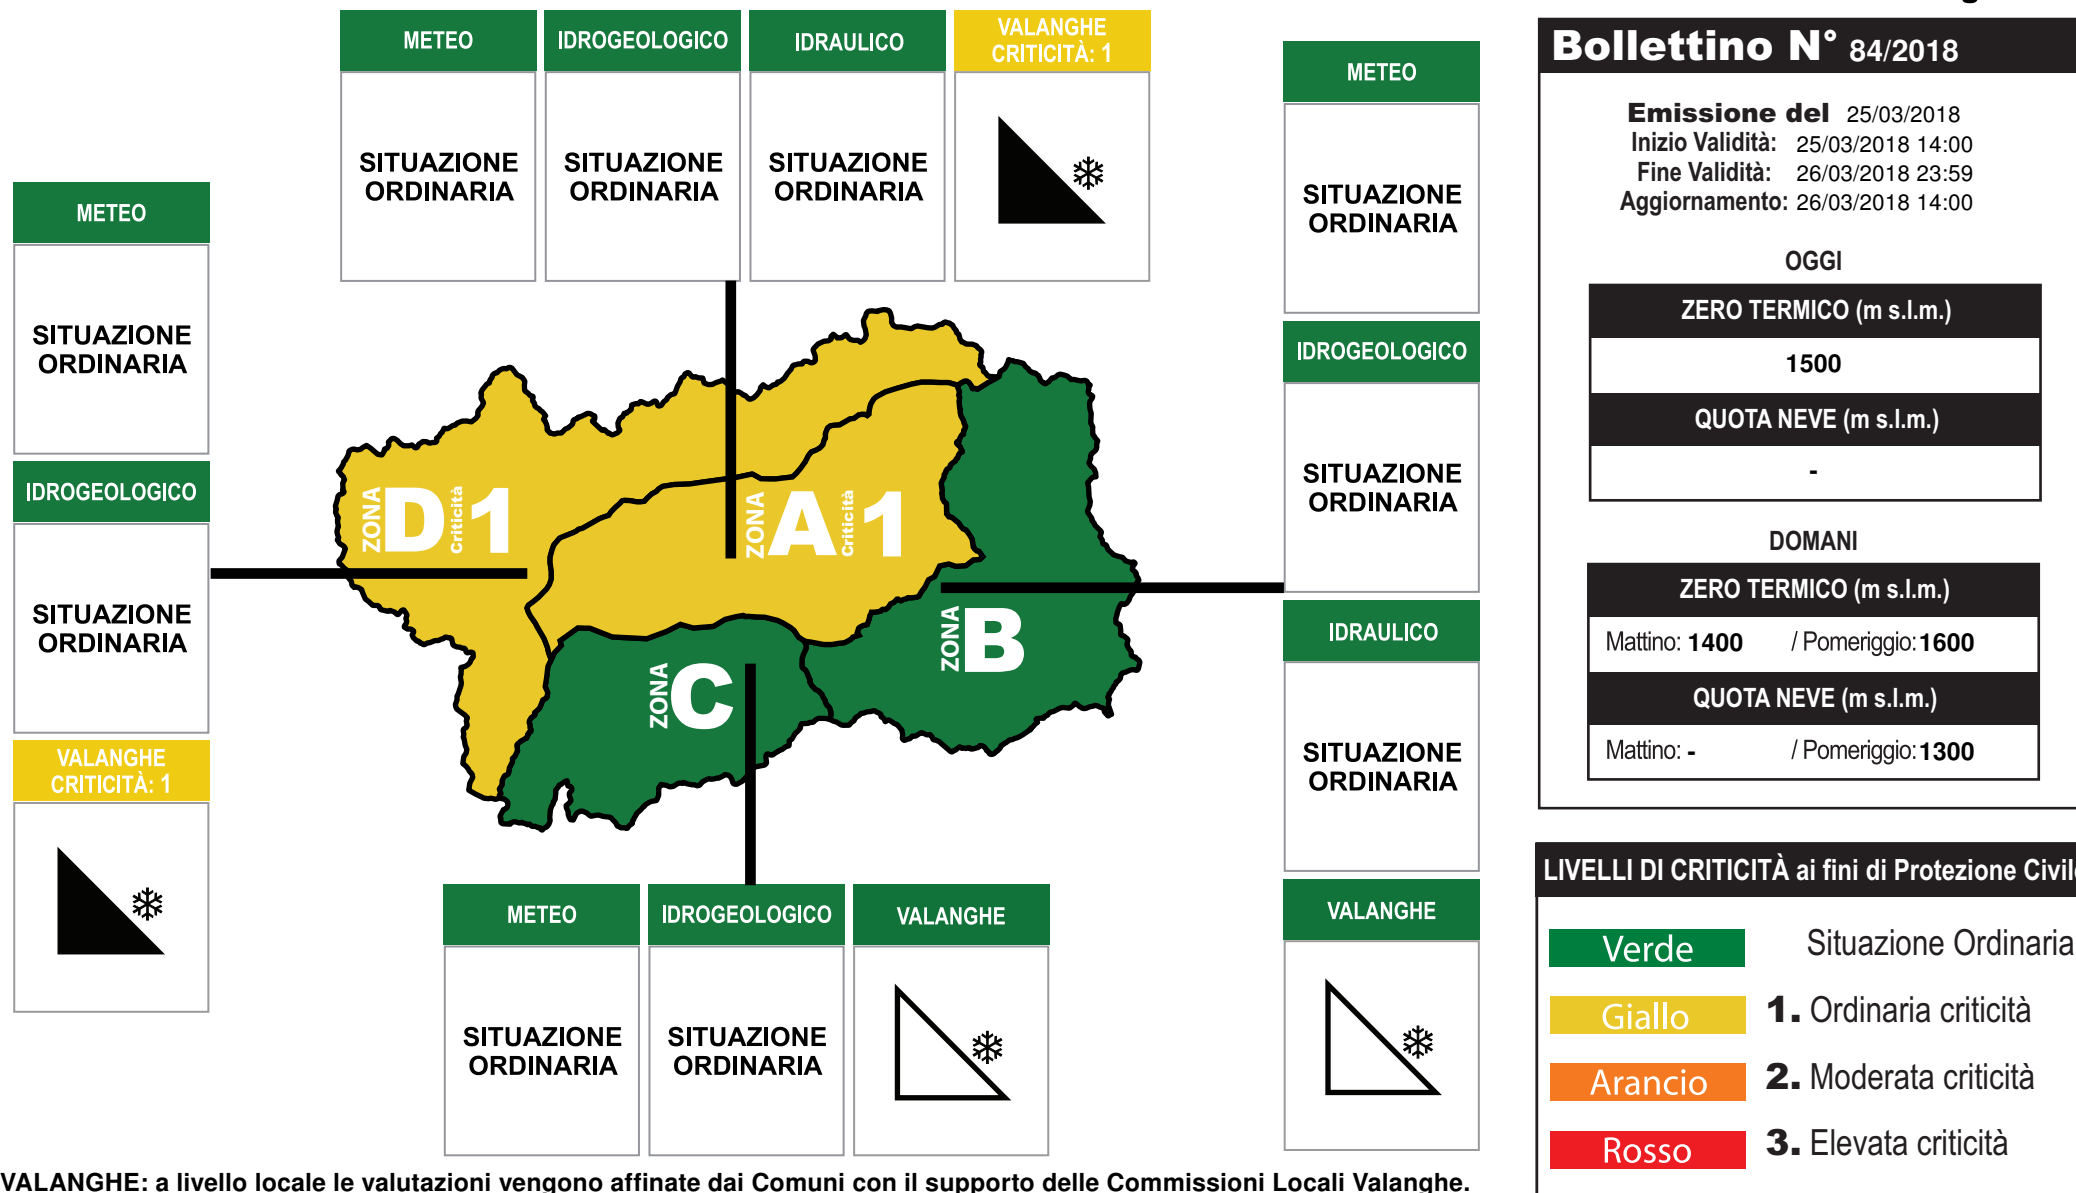 METEO
IDROGEOLOGICO
IDRAULICO
VALANGHE
CRITICITÀ: 1
SITUAZIONE
ORDINARIA
SITUAZIONE
ORDINARIA
SITUAZIONE
ORDINARIA
METEO
SITUAZIONE
ORDINARIA
IDROGEOLOGICO
SITUAZIONE
ORDINARIA
VALANGHE
CRITICITÀ: 1
ZONA D Criticità 1
ZONA A Criticità 1
ZONA B
ZONA C
METEO
SITUAZIONE
ORDINARIA
IDROGEOLOGICO
SITUAZIONE
ORDINARIA
IDRAULICO
SITUAZIONE
ORDINARIA
VALANGHE
METEO
IDROGEOLOGICO
VALANGHE
SITUAZIONE
ORDINARIA
SITUAZIONE
ORDINARIA
VALANGHE: a livello locale le valutazioni vengono affinate dai Comuni con il supporto delle Commissioni Locali Valanghe.
Bollettino N° 84/2018
Emissione del 25/03/2018
Inizio Validità: 25/03/2018 14:00
Fine Validità: 26/03/2018 23:59
Aggiornamento: 26/03/2018 14:00
OGGI
ZERO TERMICO (m s.l.m.)
1500
QUOTA NEVE (m s.l.m.)
-
DOMANI
ZERO TERMICO (m s.l.m.)
Mattino: 1400 / Pomeriggio: 1600
QUOTA NEVE (m s.l.m.)
Mattino: - / Pomeriggio: 1300
LIVELLI DI CRITICITÀ ai fini di Protezione Civile
Verde Situazione Ordinaria
Giallo 1. Ordinaria criticità
Arancio 2. Moderata criticità
Rosso 3. Elevata criticità